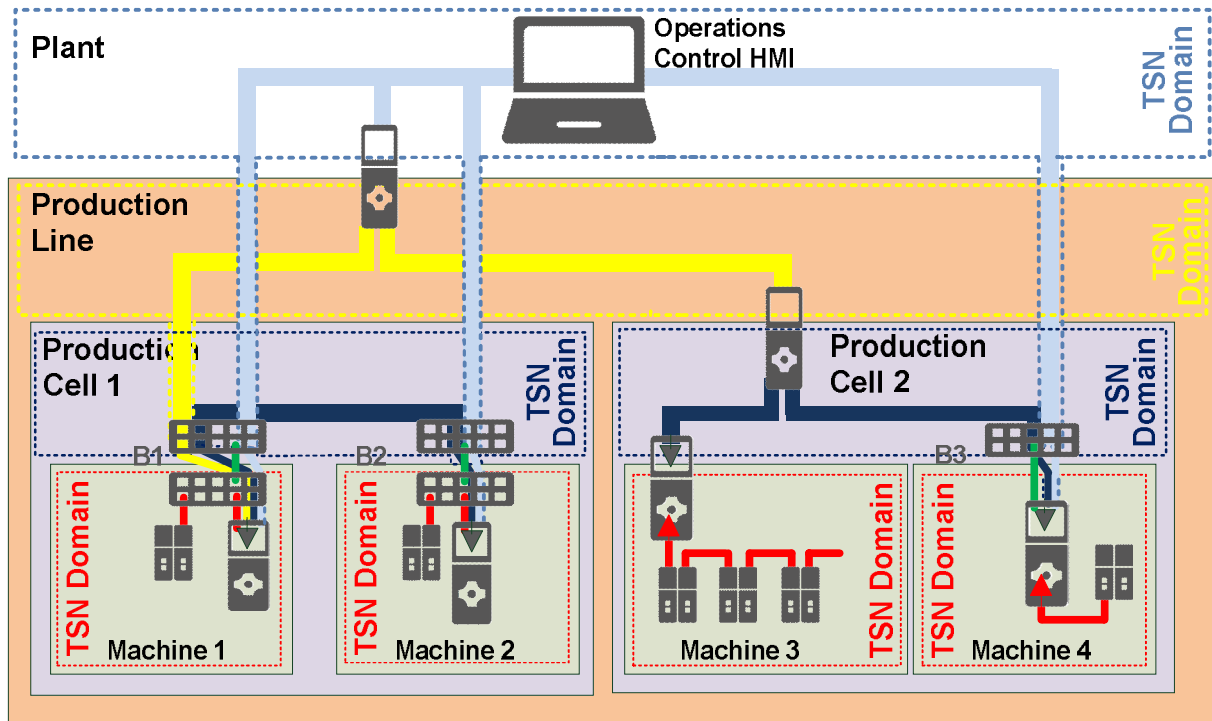 Plant
Operations
Control HMI
TSN
Domain
Production
Line
TSN
Domain
Production
Cell 1
TSN
Domain
Production
Cell 2
TSN
Domain
B1
B2
B3
TSN Domain
Machine 1
TSN Domain
Machine 2
Machine 3
TSN Domain
TSN Domain
Machine 4